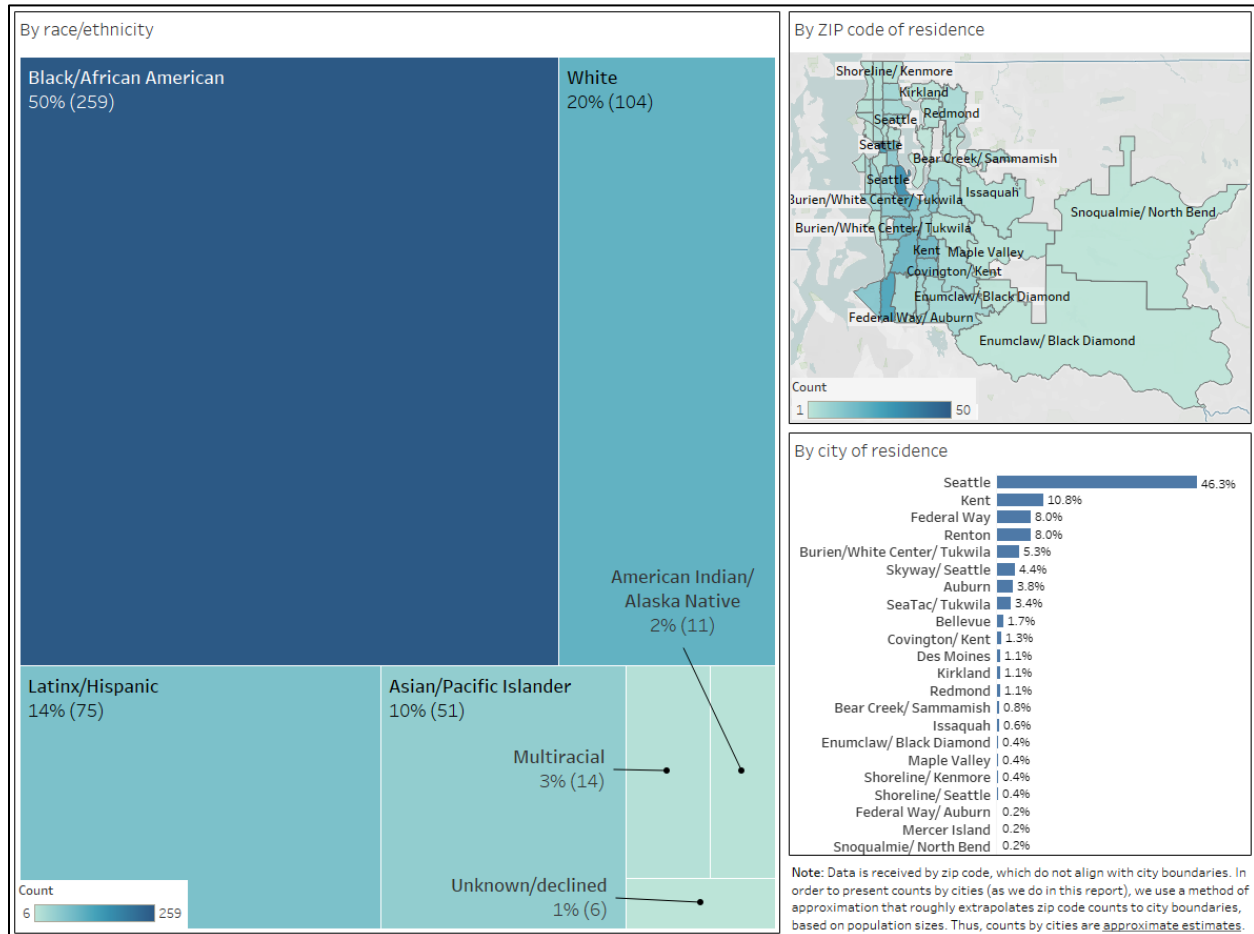 By race/ethnicity
Black/African American
50% (259)
White
20% (104)
American Indian/
Alaska Native
2% (11)
Latinx/Hispanic
14% (75)
Asian/Pacific Islander
10% (51)
Multiracial
3% (14)
Unknown/declined
1% (6)
Count
6 259
By ZIP code of residence
Shoreline/ Kenmore
Kirkland
Redmond
Seattle
Seattle
Bear Creek/ Sammamish
Seattle
Issaquah
Burien/White Center/ Tukwila
Snoqualmie/ North Bend
Burien/White Center/ Tukwila
Kent
Maple Valley
Covington/ Kent
Enumclaw/ Black Diamond
Federal Way/ Auburn
Enumclaw/ Black Diamond
Count
1 50
By city of residence
Seattle 46.3%
Kent 10.8%
Federal Way 8.0%
Renton 8.0%
Burien/White Center/ Tukwila 5.3%
Skyway/ Seattle 4.4%
Auburn 3.8%
SeaTac/ Tukwila 3.4%
Bellevue 1.7%
Covington/ Kent 1.3%
Des Moines 1.1%
Kirkland 1.1%
Redmond 1.1%
Bear Creek/ Sammamish 0.8%
Issaquah 0.6%
Enumclaw/ Black Diamond 0.4%
Maple Valley 0.4%
Shoreline/ Kenmore 0.4%
Shoreline/ Seattle 0.4%
Federal Way/ Auburn 0.2%
Mercer Island 0.2%
Snoqualmie/ North Bend 0.2%
Note: Data is received by zip code, which do not align with city boundaries. In
order to present counts by cities (as we do in this report), we use a method of
approximation that roughly extrapolates zip code counts to city boundaries,
based on population sizes. Thus, counts by cities are approximate estimates.